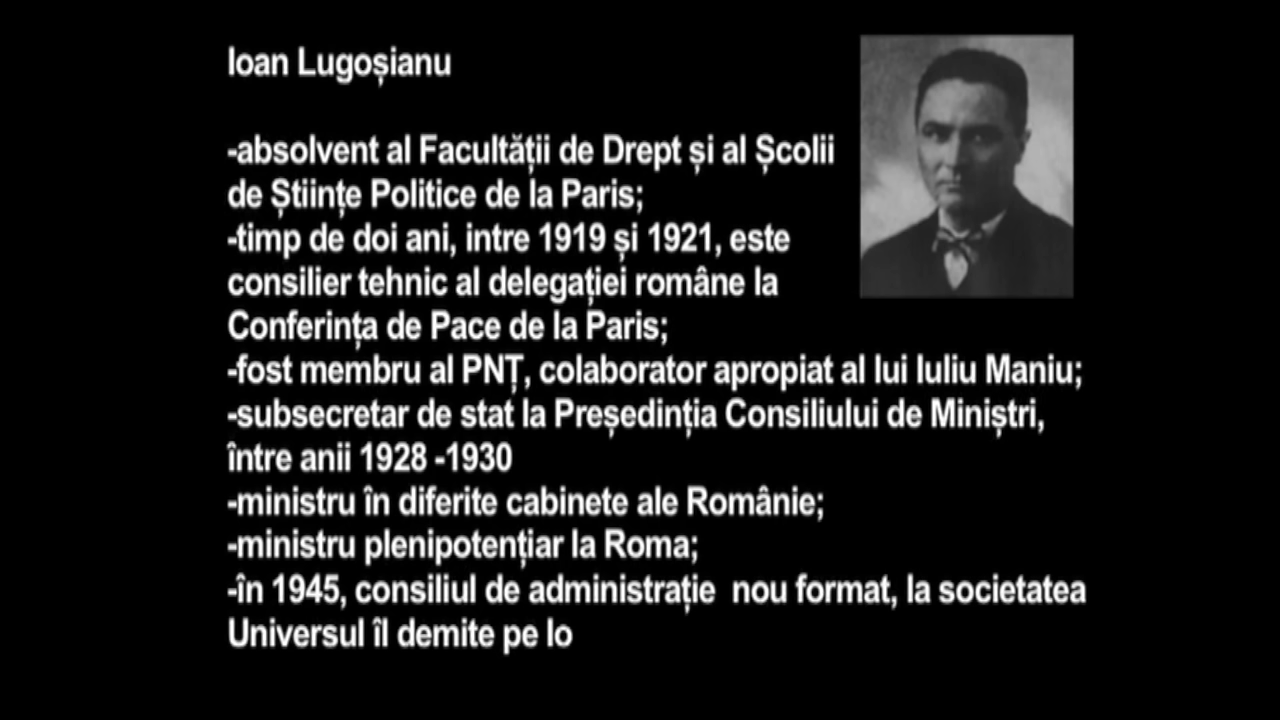 Ioan Lugoșianu
-absolvent al Facultății de Drept și al Școlii
de Științe Politice de la Paris;
-timp de doi ani, intre 1919 și 1921, este
consilier tehnic al delegației române la
Conferința de Pace de la Paris;
-fost membru al PNȚ, colaborator apropiat al lui Iuliu Maniu;
-subsecretar de stat la Președinția Consiliului de Miniștri,
între anii 1928 -1930
-ministru în diferite cabinete ale Românie;
-ministru plenipotențiar la Roma;
-în 1945, consiliul de administrație  nou format, la societatea
Universul îl demite pe Io